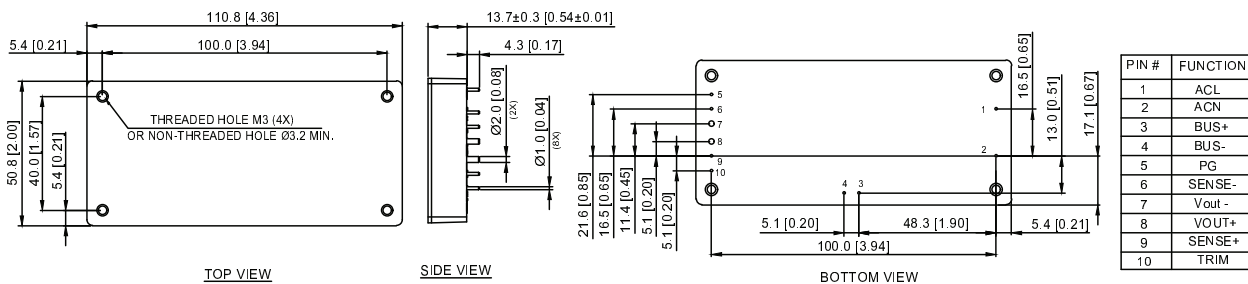 110.8 [4.36]
5.4 [0.21]
100.0 [3.94]
50.8 [2.00]
40.0 [1.57]
5.4 [0.21]
THREADED HOLE M3 (4X)
OR NON-THREADED HOLE Ø3.2 MIN.
TOP VIEW
13.7±0.3 [0.54±0.01]
4.3 [0.17]
Ø2.0 [0.08]
(2X)
Ø1.0 [0.04]
(8X)
SIDE VIEW
21.6 [0.85]
16.5 [0.65]
11.4 [0.45]
5.1 [0.20]
5.1 [0.20]
5
6
7
8
9
10
1
2
4 3
16.5 [0.65]
13.0 [0.51]
17.1 [0.67]
5.1 [0.20]
48.3 [1.90]
5.4 [0.21]
100.0 [3.94]
BOTTOM VIEW
PIN # FUNCTION
1 ACL
2 ACN
3 BUS+
4 BUS-
5 PG
6 SENSE-
7 Vout -
8 VOUT+
9 SENSE+
10 TRIM